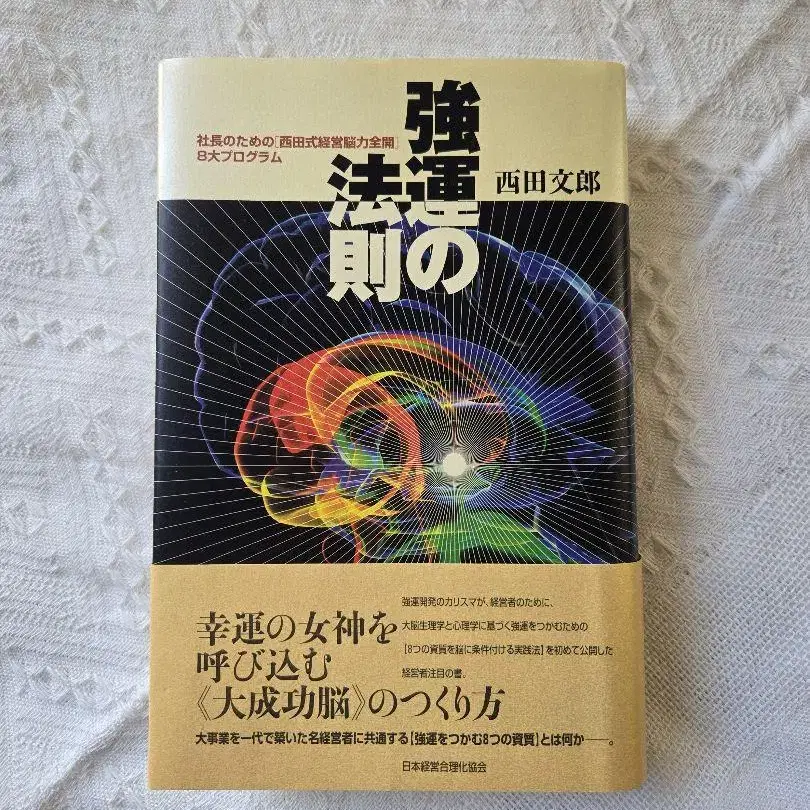 強運の
法則
社長のための[西田式経営脳力全開]
8大プログラム
西田文郎
強運開発のカリスマが、経営者のために、
大脳生理学と心理学に基づく強運をつかむための
【8つの資質を脳に条件付ける実践法】を初めて公開した
経営者注目の書。
幸運の女神を
呼び込む
《大成功脳》のつくり方
大事業を一代で築いた名経営者に共通する【強運をつかむ8つの資質】とは何か――。
日本経営合理化協会